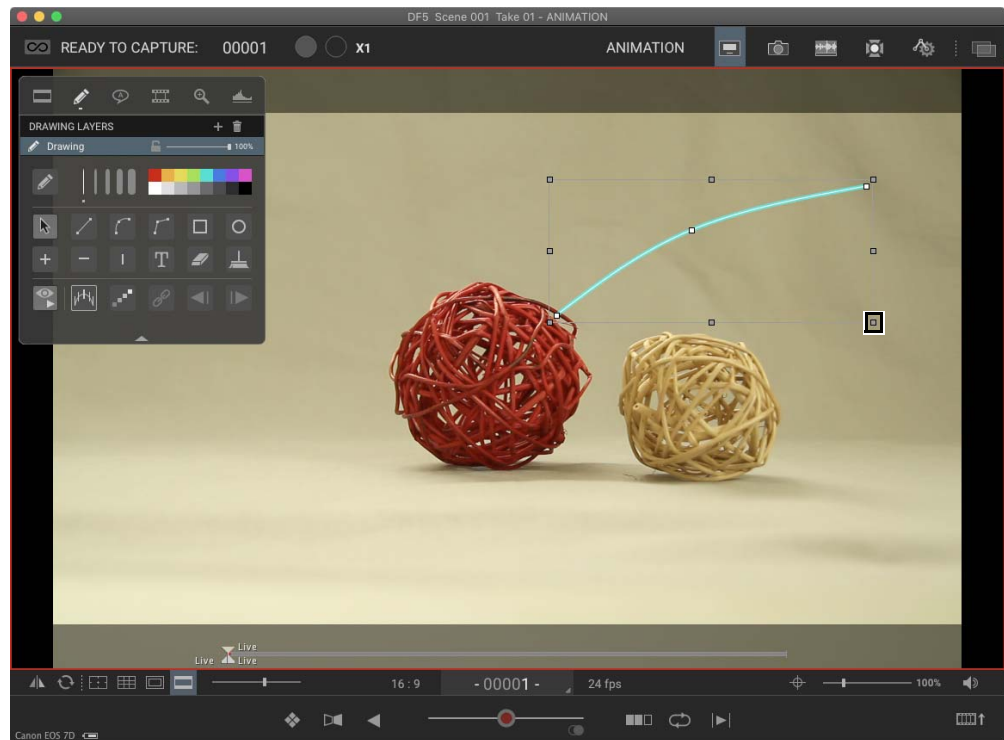 DF5 Scene 001 Take 01 - ANIMATION
READY TO CAPTURE: 00001 X1 ANIMATION
DRAWING LAYERS
Drawing 100%
T
Live
Live Live
16 : 9 - 00001 - 24 fps 100%
Canon EOS 7D